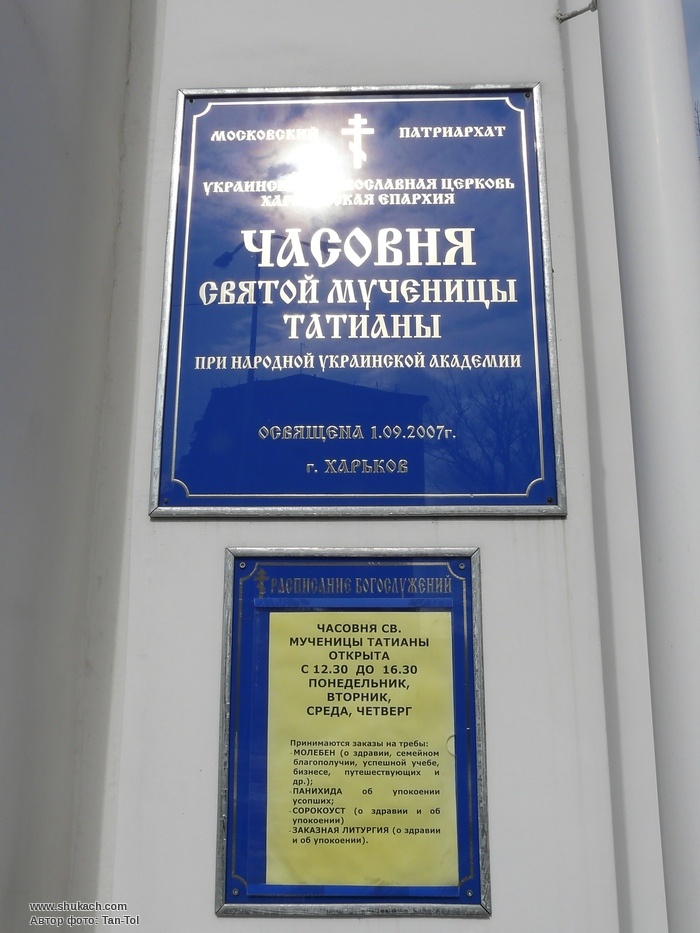 МОСКОВСКИЙ ПАТРИАРХАТ
УКРАИНСКАЯ ПРАВОСЛАВНАЯ ЦЕРКОВЬ
ХАРЬКОВСКАЯ ЕПАРХИЯ
ЧАСОВНЯ
СВЯТОЙ МУЧЕНИЦЫ
ТАТИАНЫ
ПРИ НАРОДНОЙ УКРАИНСКОЙ АКАДЕМИИ
ОСВЯЩЕНА 1.09.2007г.
г. ХАРЬКОВ
РАСПИСАНИЕ БОГОСЛУЖЕНИЙ
ЧАСОВНЯ СВ.
МУЧЕНИЦЫ ТАТИАНЫ
ОТКРЫТА
С 12.30 ДО 16.30
ПОНЕДЕЛЬНИК,
ВТОРНИК,
СРЕДА, ЧЕТВЕРГ
Принимаются заказы на требы:
-МОЛЕБЕН (о здравии, семейном
благополучии, успешной учебе,
бизнесе, путешествующих и
др.);
-ПАНИХИДА об упокоении
усопших;
-СОРОКОУСТ (о здравии и об
упокоении)
-ЗАКАЗНАЯ ЛИТУРГИЯ (о здравии
и об упокоении).
www.shukach.com
Автор фото: Tan-Tol